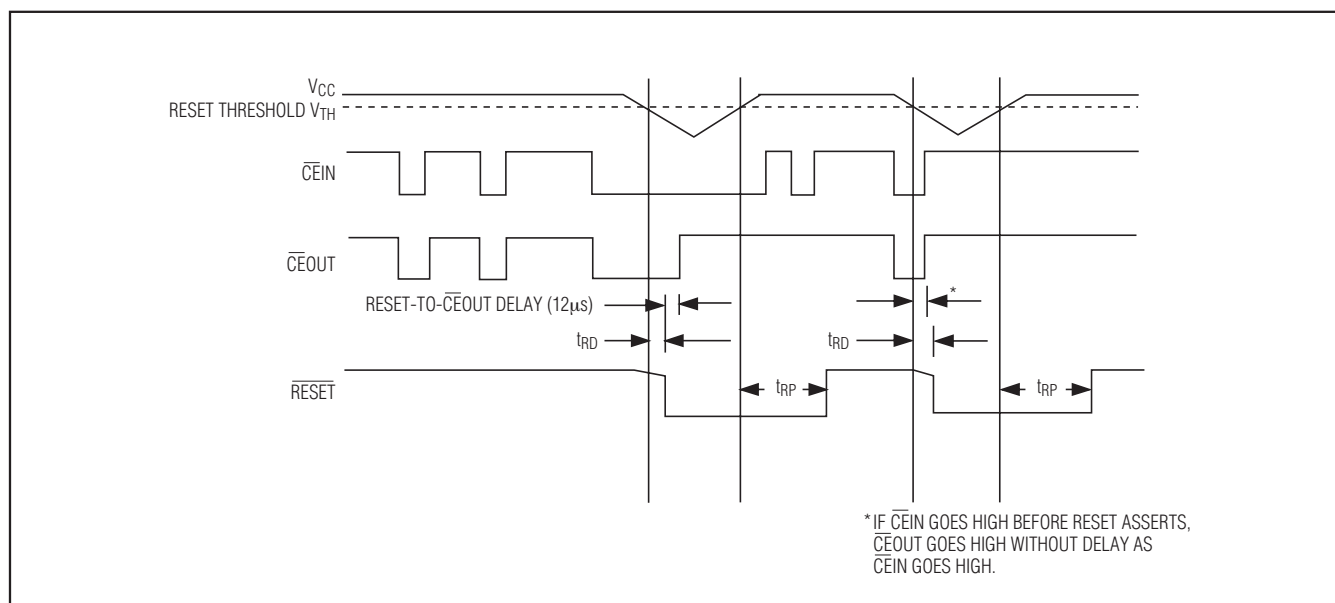 VCC
RESET THRESHOLD VTH
CEIN
CEOUT
RESET-TO-CEOUT DELAY (12µs)
*
tRD
tRD
RESET
tRP
tRP
* IF CEIN GOES HIGH BEFORE RESET ASSERTS,
CEOUT GOES HIGH WITHOUT DELAY AS
CEIN GOES HIGH.